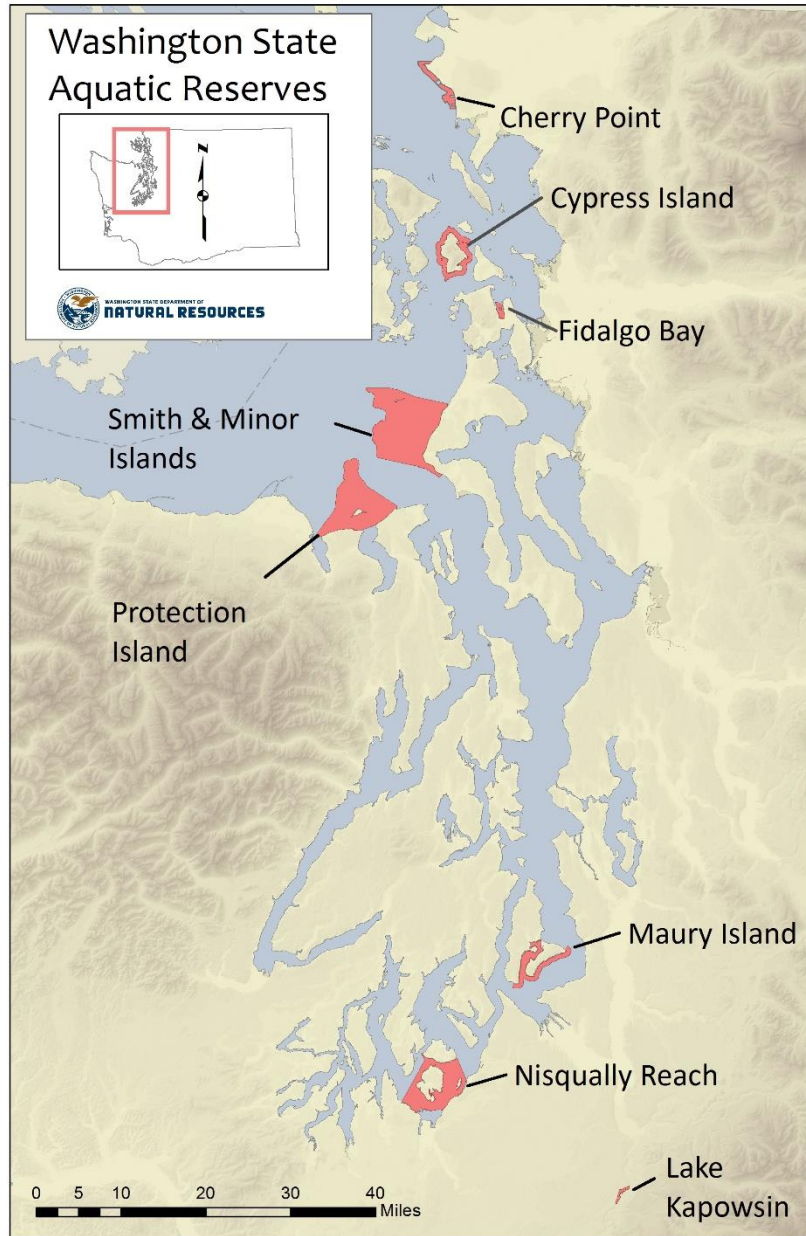 Washington State
Aquatic Reserves
N
WASHINGTON STATE DEPARTMENT OF
NATURAL RESOURCES
Cherry Point
Cypress Island
Fidalgo Bay
Smith & Minor
Islands
Protection
Island
Maury Island
Nisqually Reach
Lake
Kapowsin
0 5 10 20 30 40
Miles